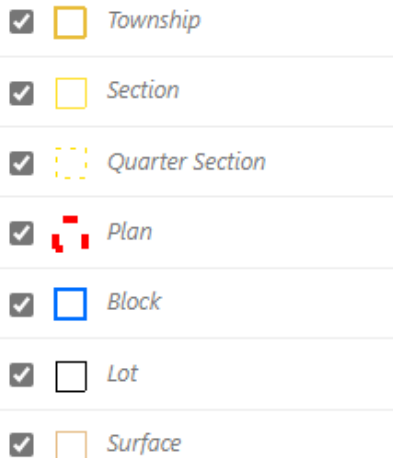 Township
Section
Quarter Section
Plan
Block
Lot
Surface